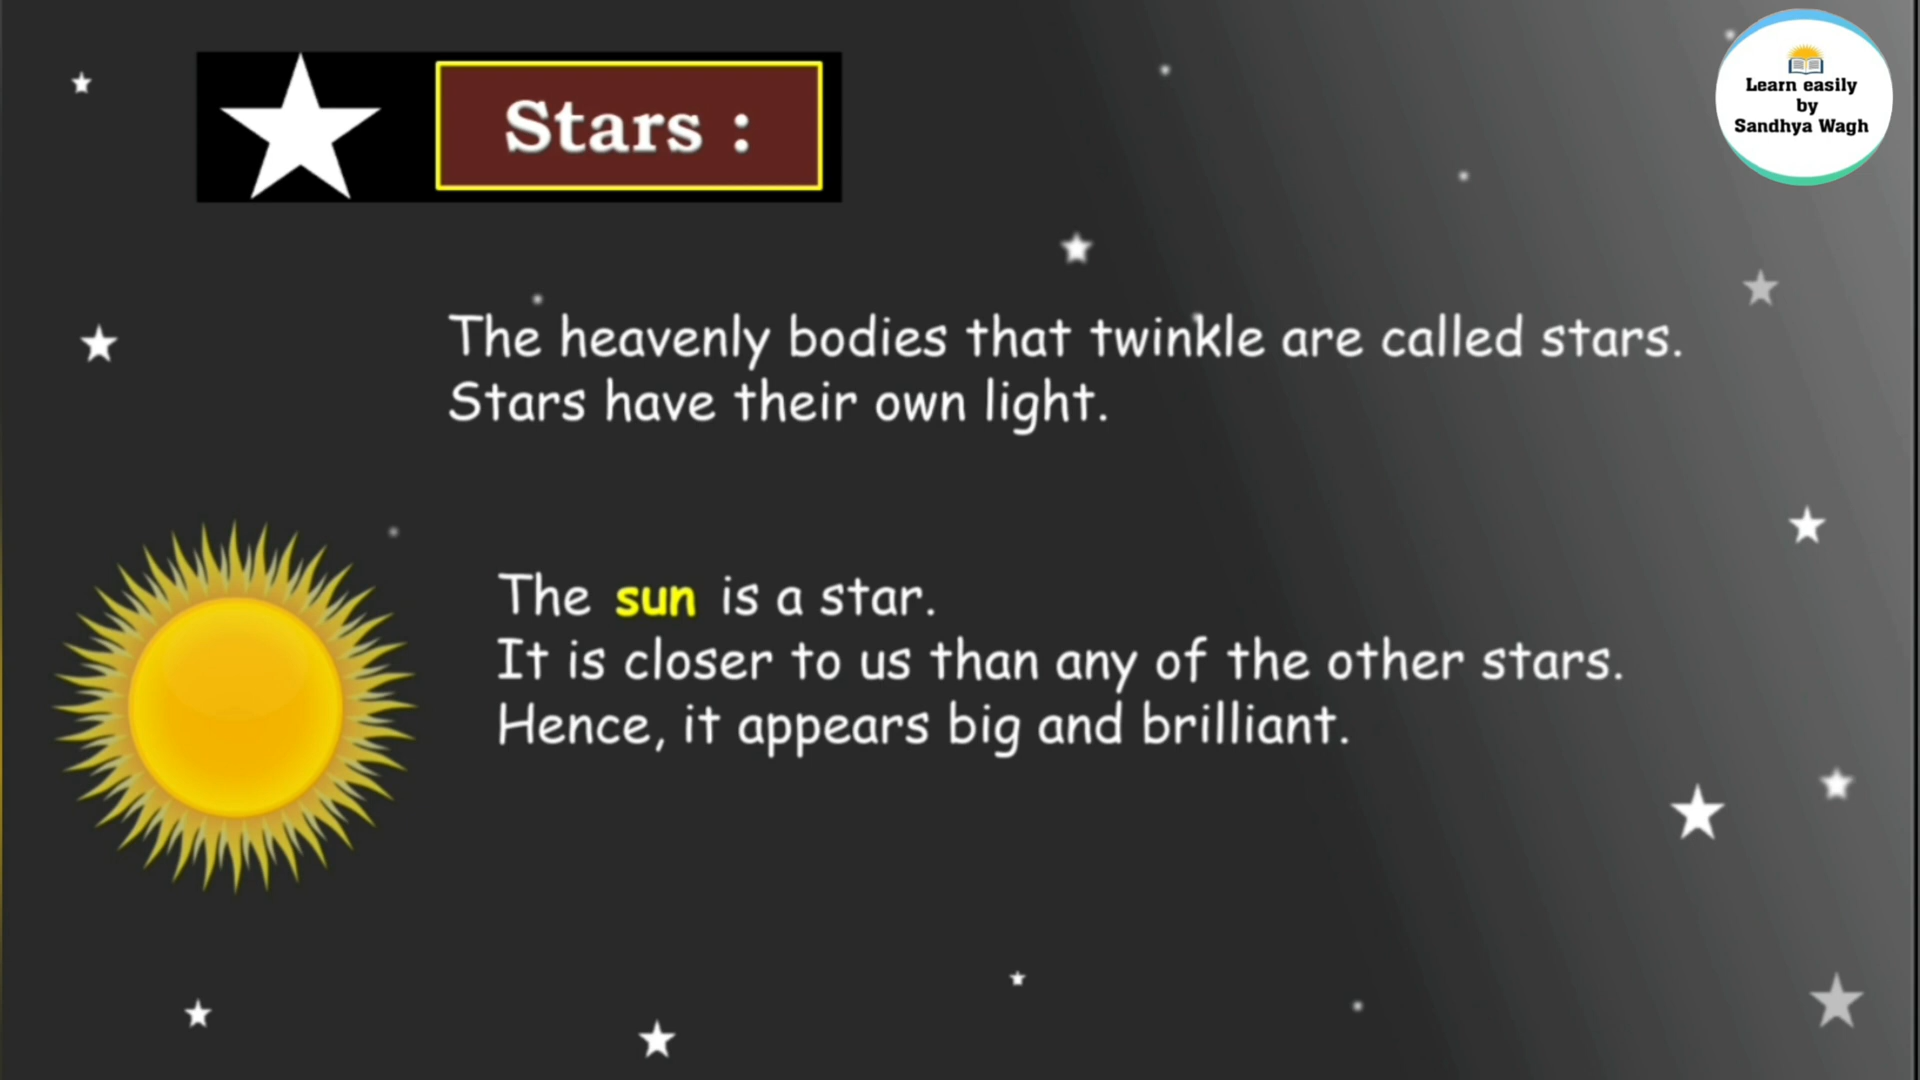 Stars :
Learn easily
by
Sandhya Wagh
The heavenly bodies that twinkle are called stars.
Stars have their own light.
The sun is a star.
It is closer to us than any of the other stars.
Hence, it appears big and brilliant.